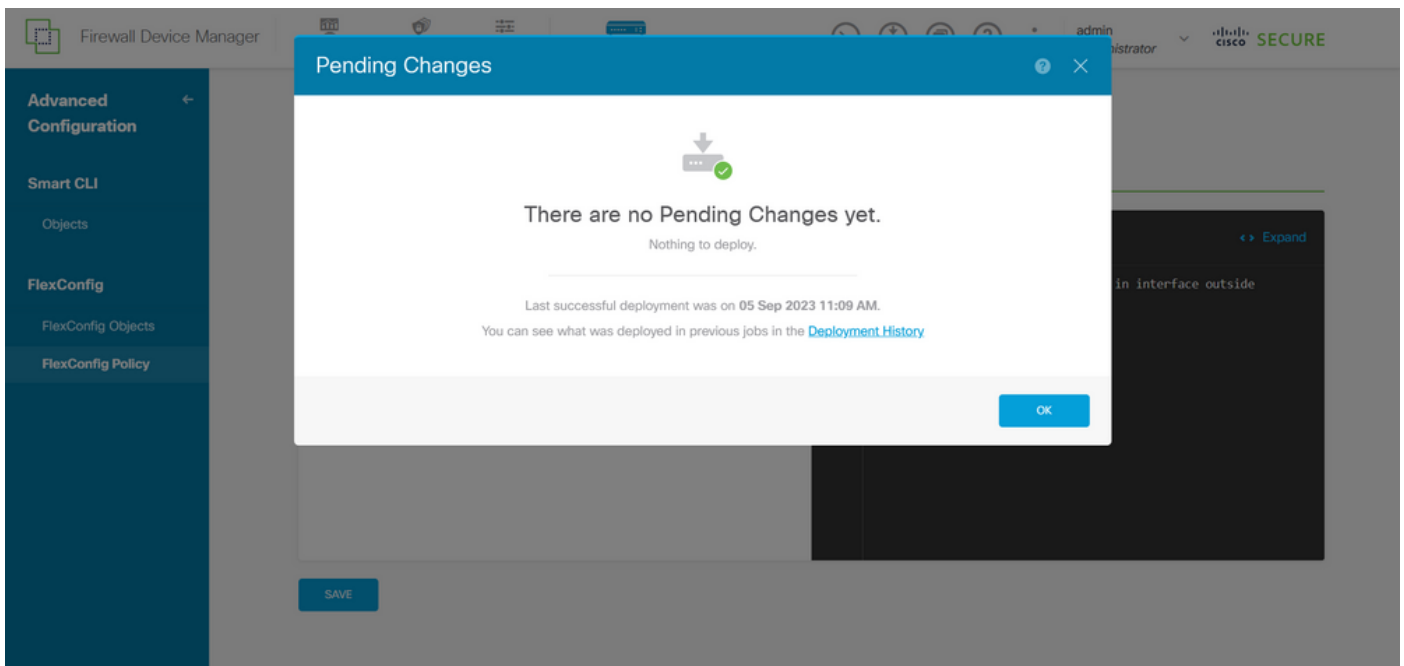 Firewall Device Manager
admin
istrator
cisco SECURE
Pending Changes
Advanced
Configuration
Smart CLI
Objects
FlexConfig
FlexConfig Objects
FlexConfig Policy
There are no Pending Changes yet.
Nothing to deploy.
Last successful deployment was on 05 Sep 2023 11:09 AM.
You can see what was deployed in previous jobs in the Deployment History
OK
Expand
in interface outside
SAVE